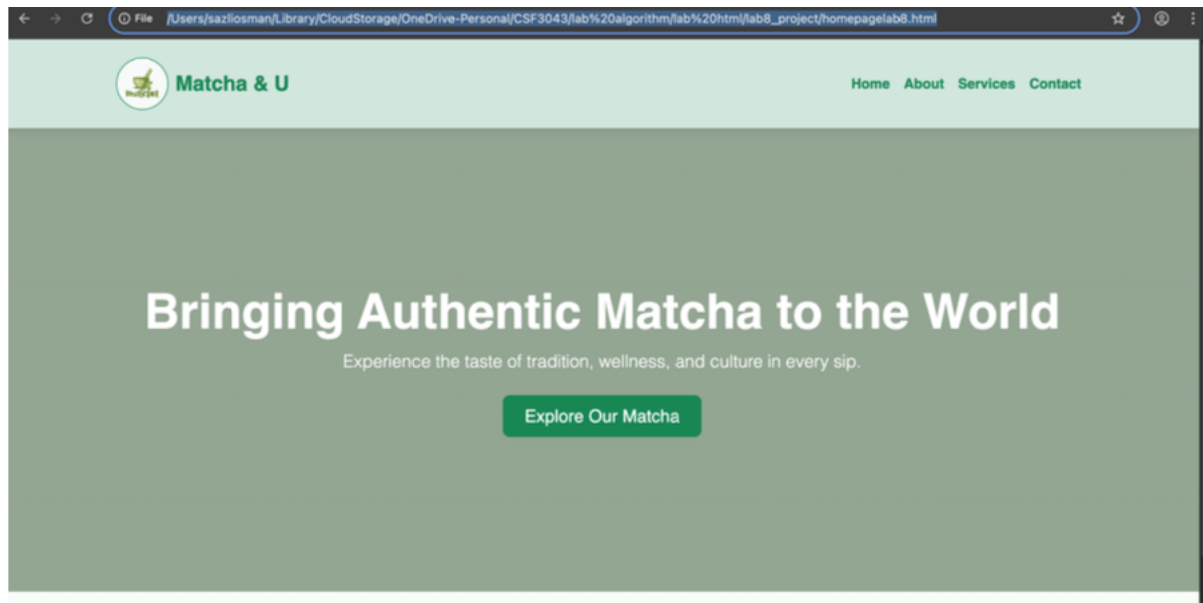 File /Users/sazliosman/Library/CloudStorage/OneDrive-Personal/CSF3043/lab%20algorithm/lab%20html/lab8_project/homepagelab8.html
Matcha & U
Home About Services Contact
Bringing Authentic Matcha to the World
Experience the taste of tradition, wellness, and culture in every sip.
Explore Our Matcha